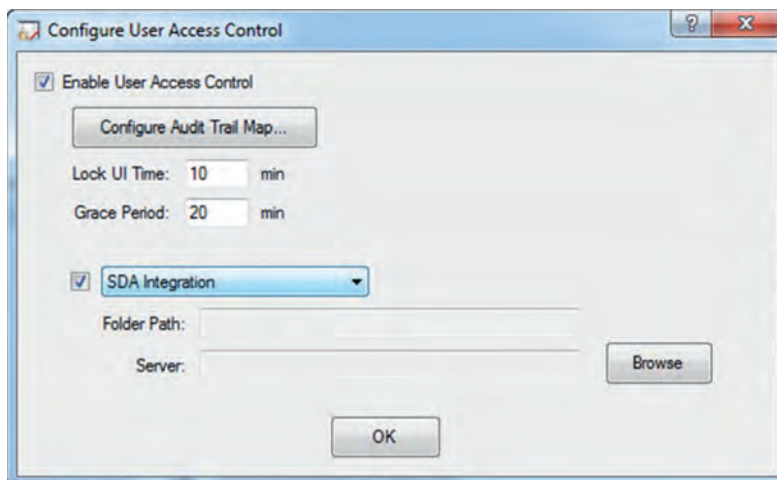 Configure User Access Control
Enable User Access Control
Configure Audit Trail Map...
Lock UI Time: 10 min
Grace Period: 20 min
SDA Integration
Folder Path:
Server:
Browse
OK